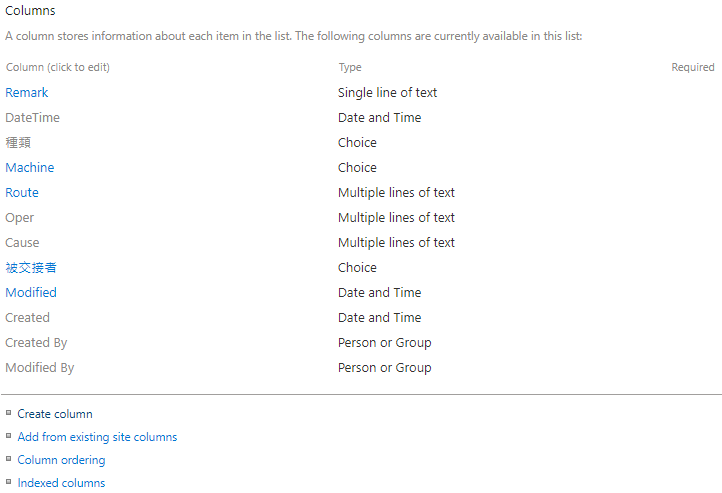 Columns
A column stores information about each item in the list. The following columns are currently available in this list:
Column (click to edit) Type Required
Remark Single line of text
DateTime Date and Time
種類 Choice
Machine Choice
Route Multiple lines of text
Oper Multiple lines of text
Cause Multiple lines of text
被交接者 Choice
Modified Date and Time
Created Date and Time
Created By Person or Group
Modified By Person or Group
Create column
Add from existing site columns
Column ordering
Indexed columns